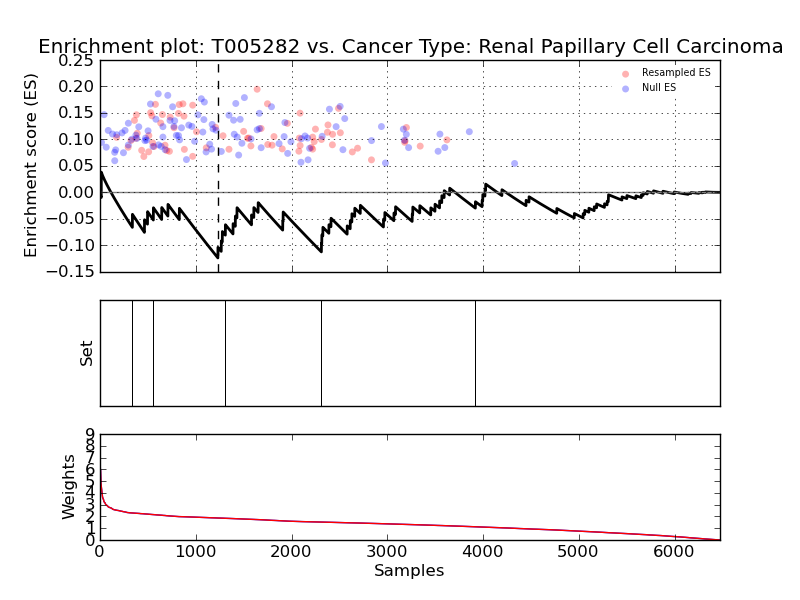 Enrichment plot: T005282 vs. Cancer Type: Renal Papillary Cell Carcinoma
Enrichment score (ES)
0.25
0.20
0.15
0.10
0.05
0.00
−0.05
−0.10
−0.15
Resampled ES
Null ES
Set
Weights
9
8
7
6
5
4
3
2
1
0
0 1000 2000 3000 4000 5000 6000
Samples